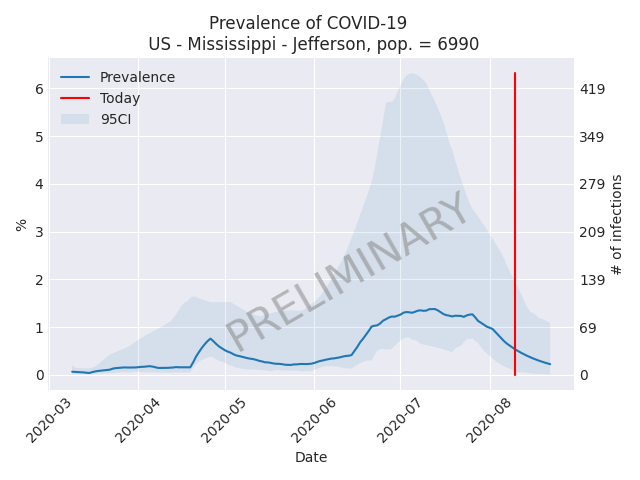 Prevalence of COVID-19
US - Mississippi - Jefferson, pop. = 6990
Prevalence
Today
95CI
6
5
4
3
2
1
0
%
419
349
279
209
139
69
0
# of infections
PRELIMINARY
2020-03
2020-04
2020-05
2020-06
2020-07
2020-08
Date